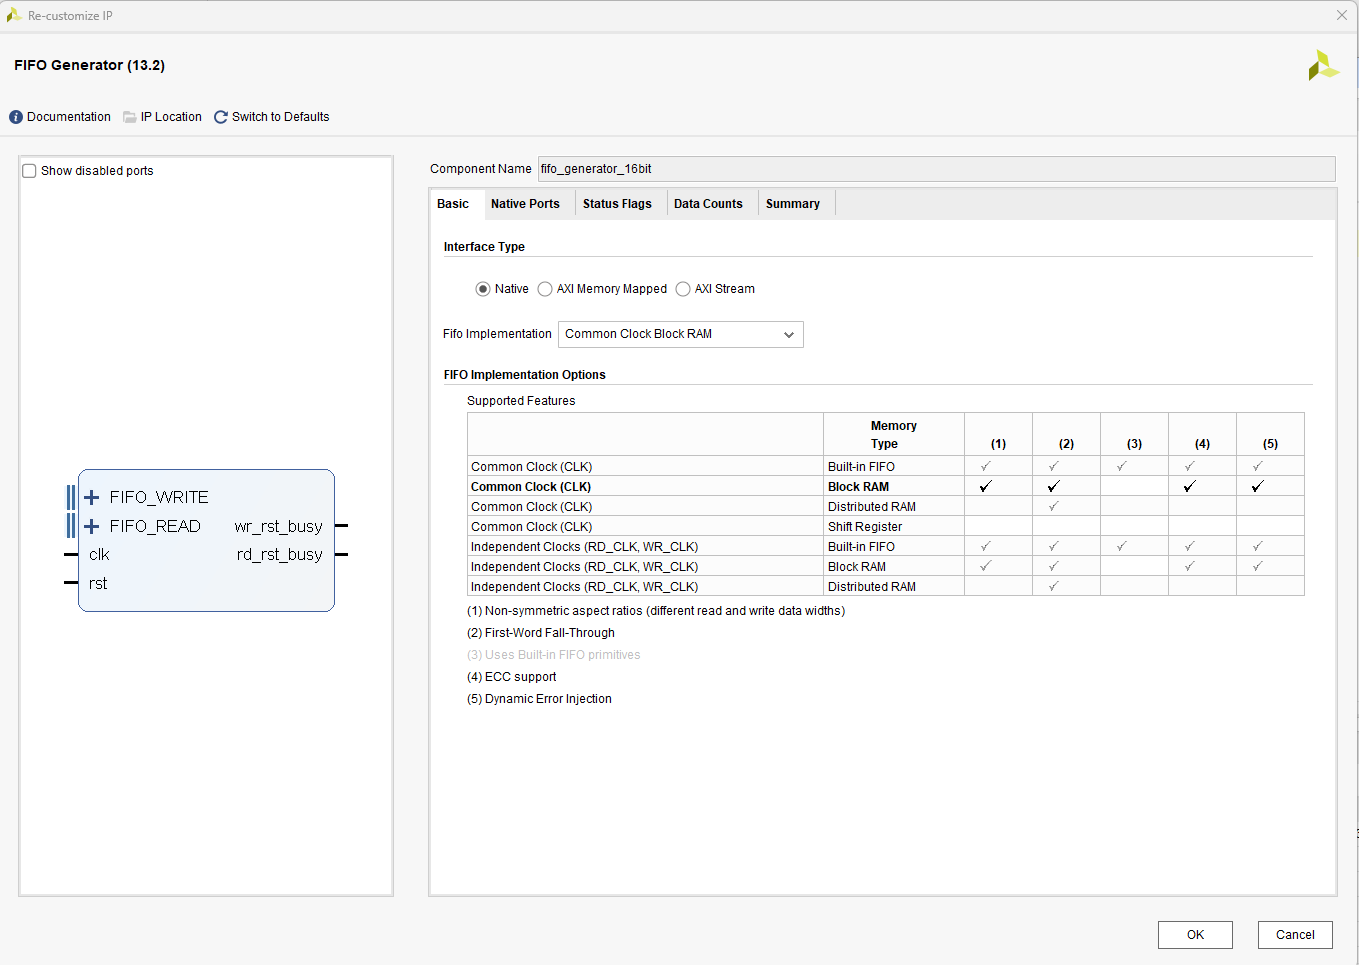 Re-customize IP
FIFO Generator (13.2)
Documentation IP Location Switch to Defaults
Show disabled ports
FIFO_WRITE
FIFO_READ wr_rst_busy
clk rd_rst_busy
rst
Component Name fifo_generator_16bit
Basic Native Ports Status Flags Data Counts Summary
Interface Type
Native AXI Memory Mapped AXI Stream
Fifo Implementation Common Clock Block RAM
FIFO Implementation Options
Supported Features
Memory
Type (1) (2) (3) (4) (5)
Common Clock (CLK) Built-in FIFO ✓ ✓ ✓ ✓ ✓
Common Clock (CLK) Block RAM ✓ ✓ ✓ ✓
Common Clock (CLK) Distributed RAM ✓
Common Clock (CLK) Shift Register
Independent Clocks (RD_CLK, WR_CLK) Built-in FIFO ✓ ✓ ✓ ✓ ✓
Independent Clocks (RD_CLK, WR_CLK) Block RAM ✓ ✓ ✓ ✓
Independent Clocks (RD_CLK, WR_CLK) Distributed RAM ✓
(1) Non-symmetric aspect ratios (different read and write data widths)
(2) First-Word Fall-Through
(3) Uses Built-in FIFO primitives
(4) ECC support
(5) Dynamic Error Injection
OK Cancel